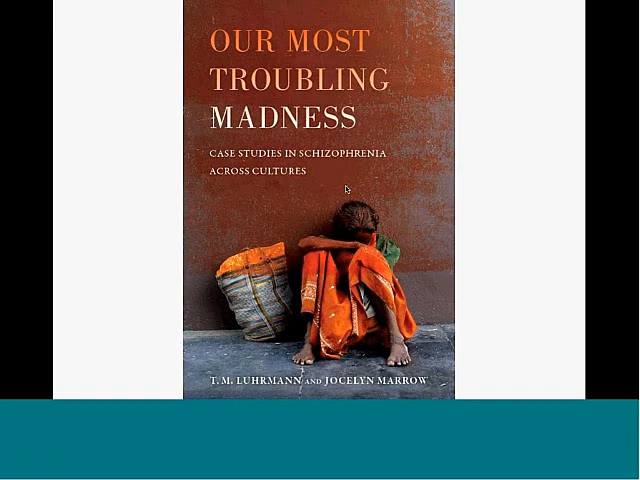 OUR MOST
TROUBLING
MADNESS
CASE STUDIES IN SCHIZOPHRENIA
ACROSS CULTURES
T. M. LUHRMANN AND JOCELYN MARROW